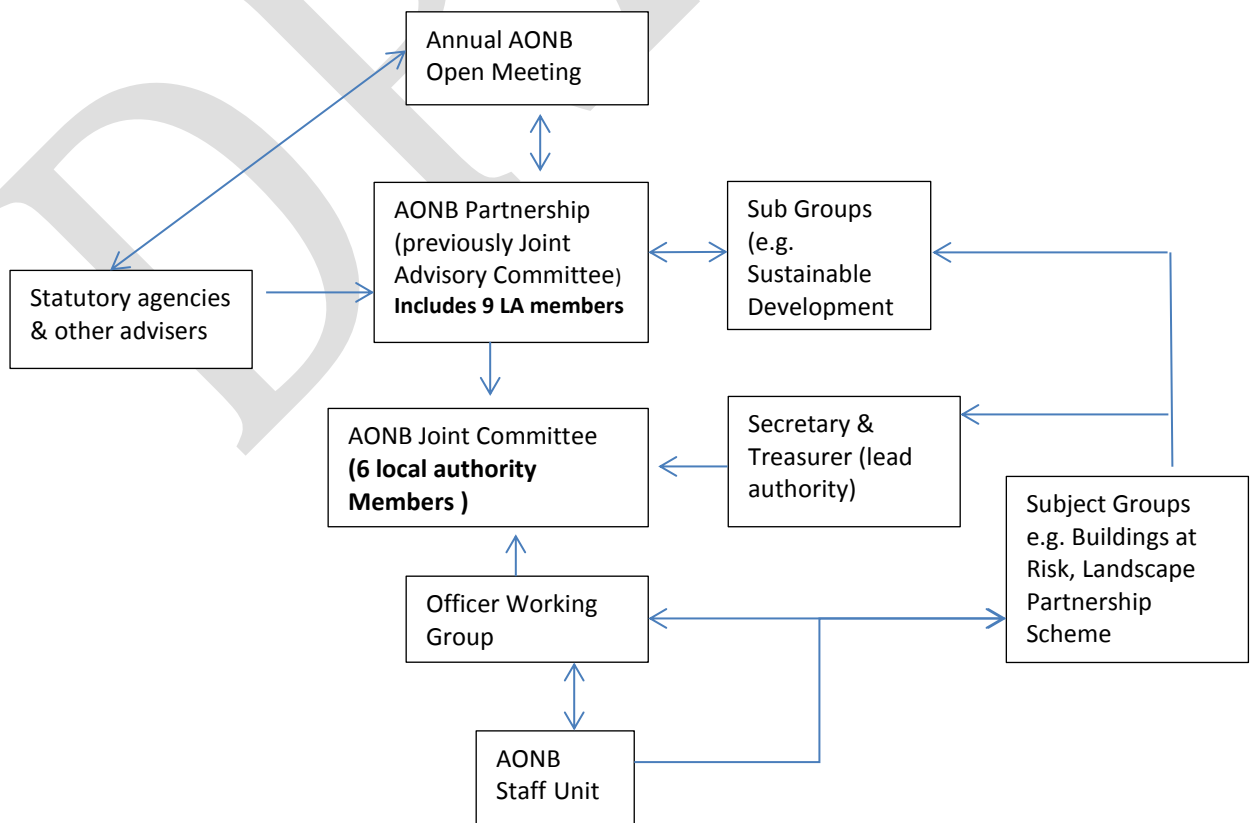 Annual AONB
Open Meeting
AONB Partnership
(previously Joint
Advisory Committee)
Includes 9 LA members
Sub Groups
(e.g.
Sustainable
Development
Statutory agencies
& other advisers
AONB Joint Committee
(6 local authority
Members )
Secretary &
Treasurer (lead
authority)
Subject Groups
e.g. Buildings at
Risk, Landscape
Partnership
Scheme
Officer Working
Group
AONB
Staff Unit